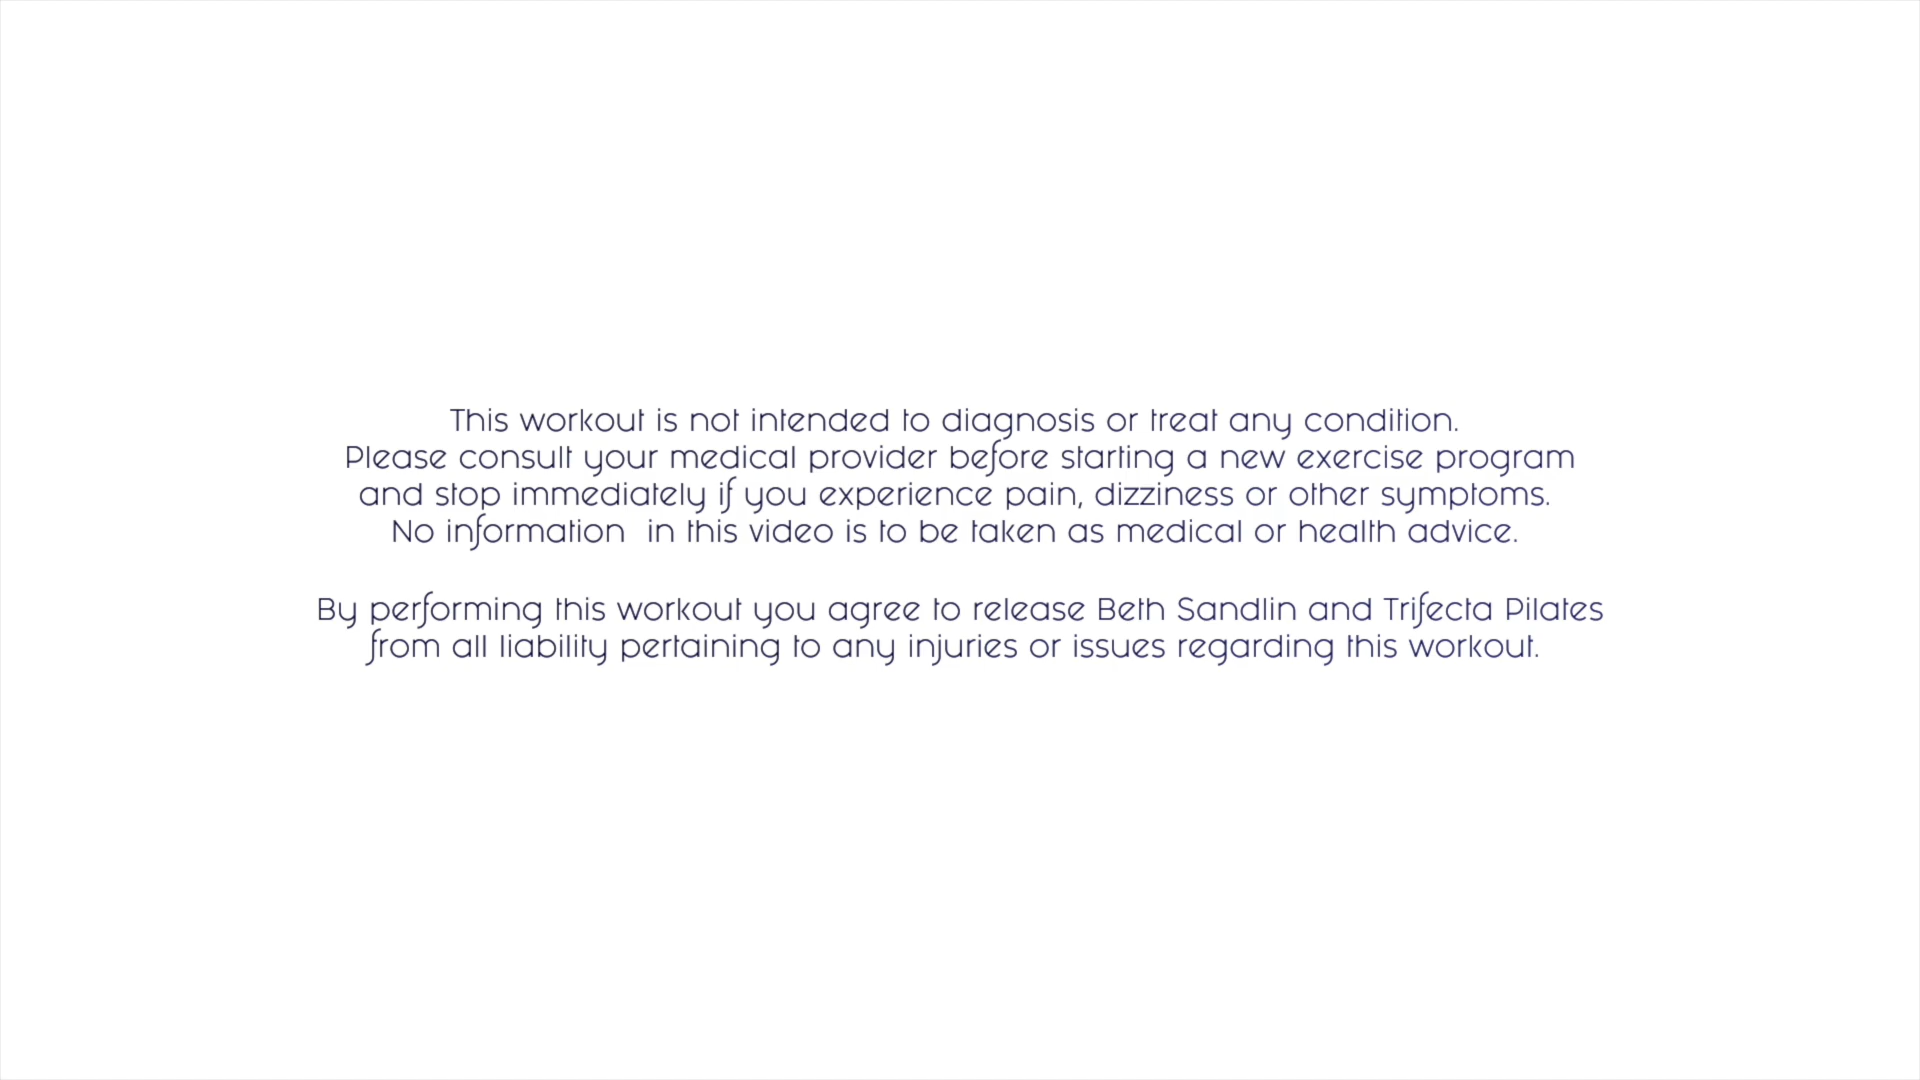 This workout is not intended to diagnosis or treat any condition.
Please consult your medical provider before starting a new exercise program
and stop immediately if you experience pain, dizziness or other symptoms.
No information  in this video is to be taken as medical or health advice.
By performing this workout you agree to release Beth Sandlin and Trifecta Pilates
from all liability pertaining to any injuries or issues regarding this workout.